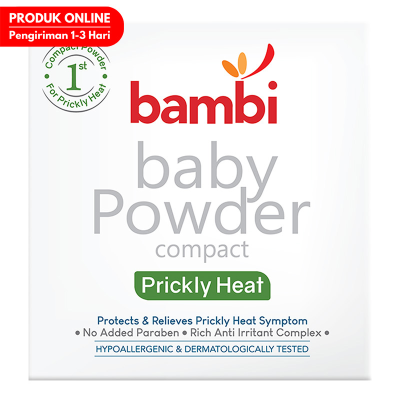 PRODUK ONLINE
Pengiriman 1-3 Hari
Compact Powder
1st
For Prickly Heat
bambi
baby
Powder
compact
Prickly Heat
Protects & Relieves Prickly Heat Symptom
• No Added Paraben • Rich Anti Irritant Complex •
HYPOALLERGENIC & DERMATOLOGICALLY TESTED